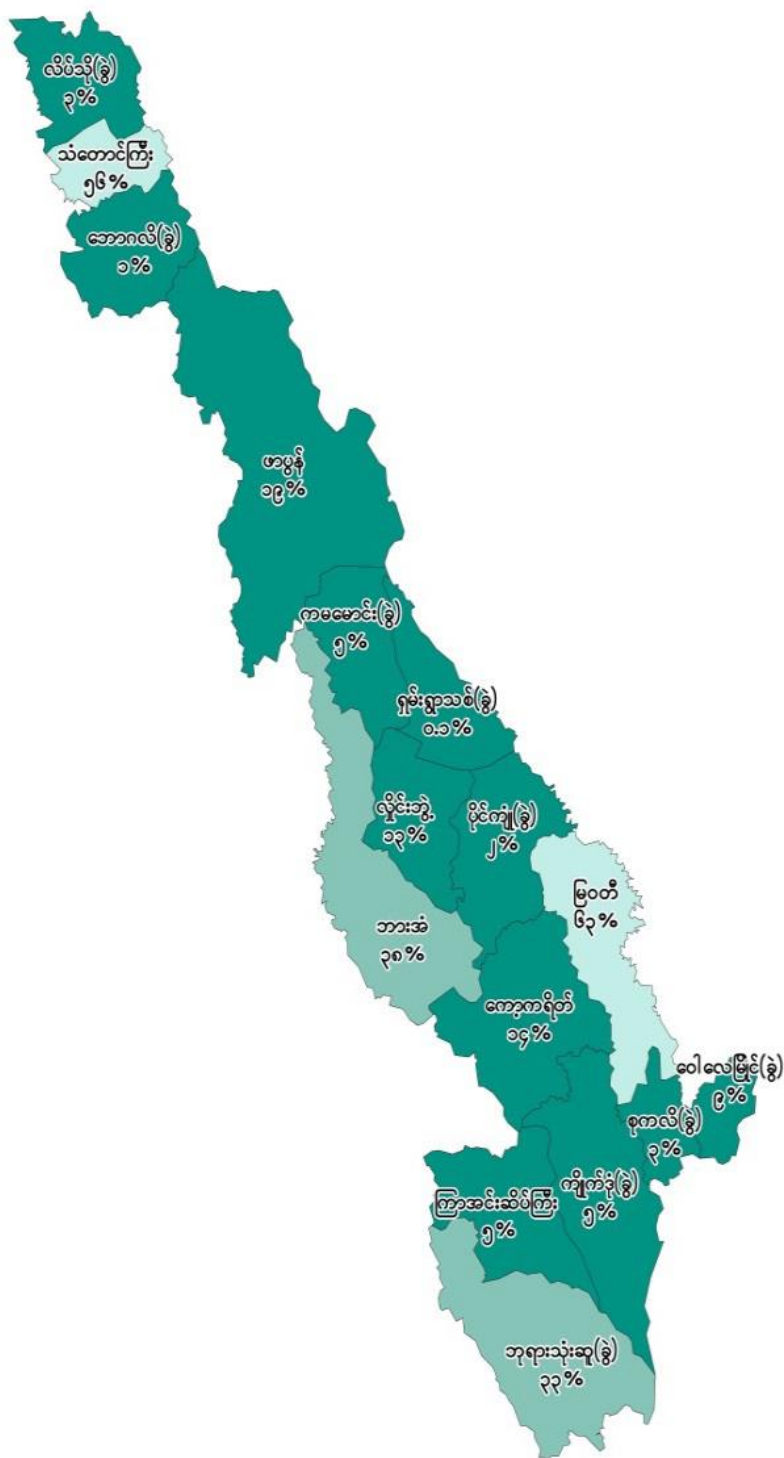 လိပ်သို(ခွဲ)
၃%
သံတောင်ကြီး
၅၆%
ဘောဂလိ(ခွဲ)
၁%
ဖာပွန်
၁၉%
ကမမောင်း(ခွဲ)
၅%
ရှမ်းရွာသစ်(ခွဲ)
၀.၁%
လှိုင်းဘွဲ့
၁၃%
ပိုင်ကျုံ(ခွဲ)
၂%
မြဝတီ
၆၃%
ဘားအံ
၃၈%
ကော့ကရိတ်
၁၄%
ဝေါလေမြိုင်(ခွဲ)
၉%
စုကလိ(ခွဲ)
၃%
ကျိုက်ဒုံ(ခွဲ)
၅%
ကြာအင်းဆိပ်ကြီး
၅%
ဘုရားသုံးဆူ(ခွဲ)
၃၃%